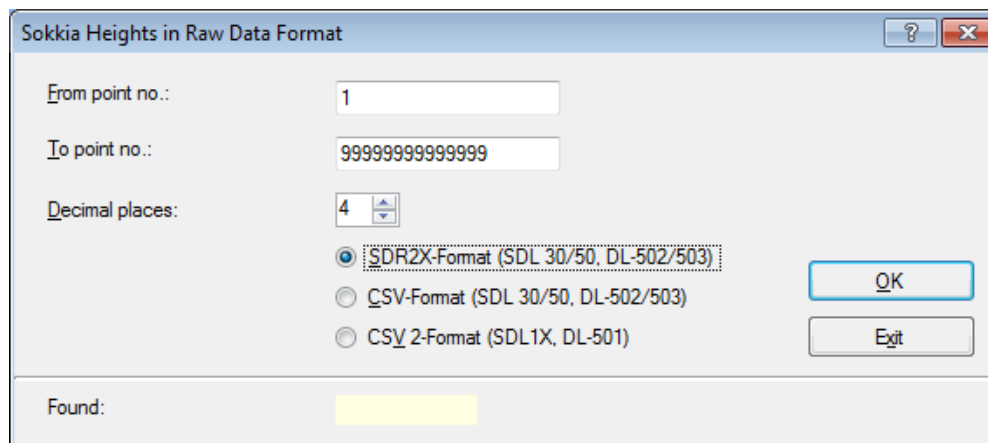 Sokkia Heights in Raw Data Format
From point no.: 1
To point no.: 99999999999999
Decimal places: 4
SDR2X-Format (SDL 30/50, DL-502/503)
CSV-Format (SDL 30/50, DL-502/503)
OK
CSV 2-Format (SDL1X, DL-501)
Exit
Found: